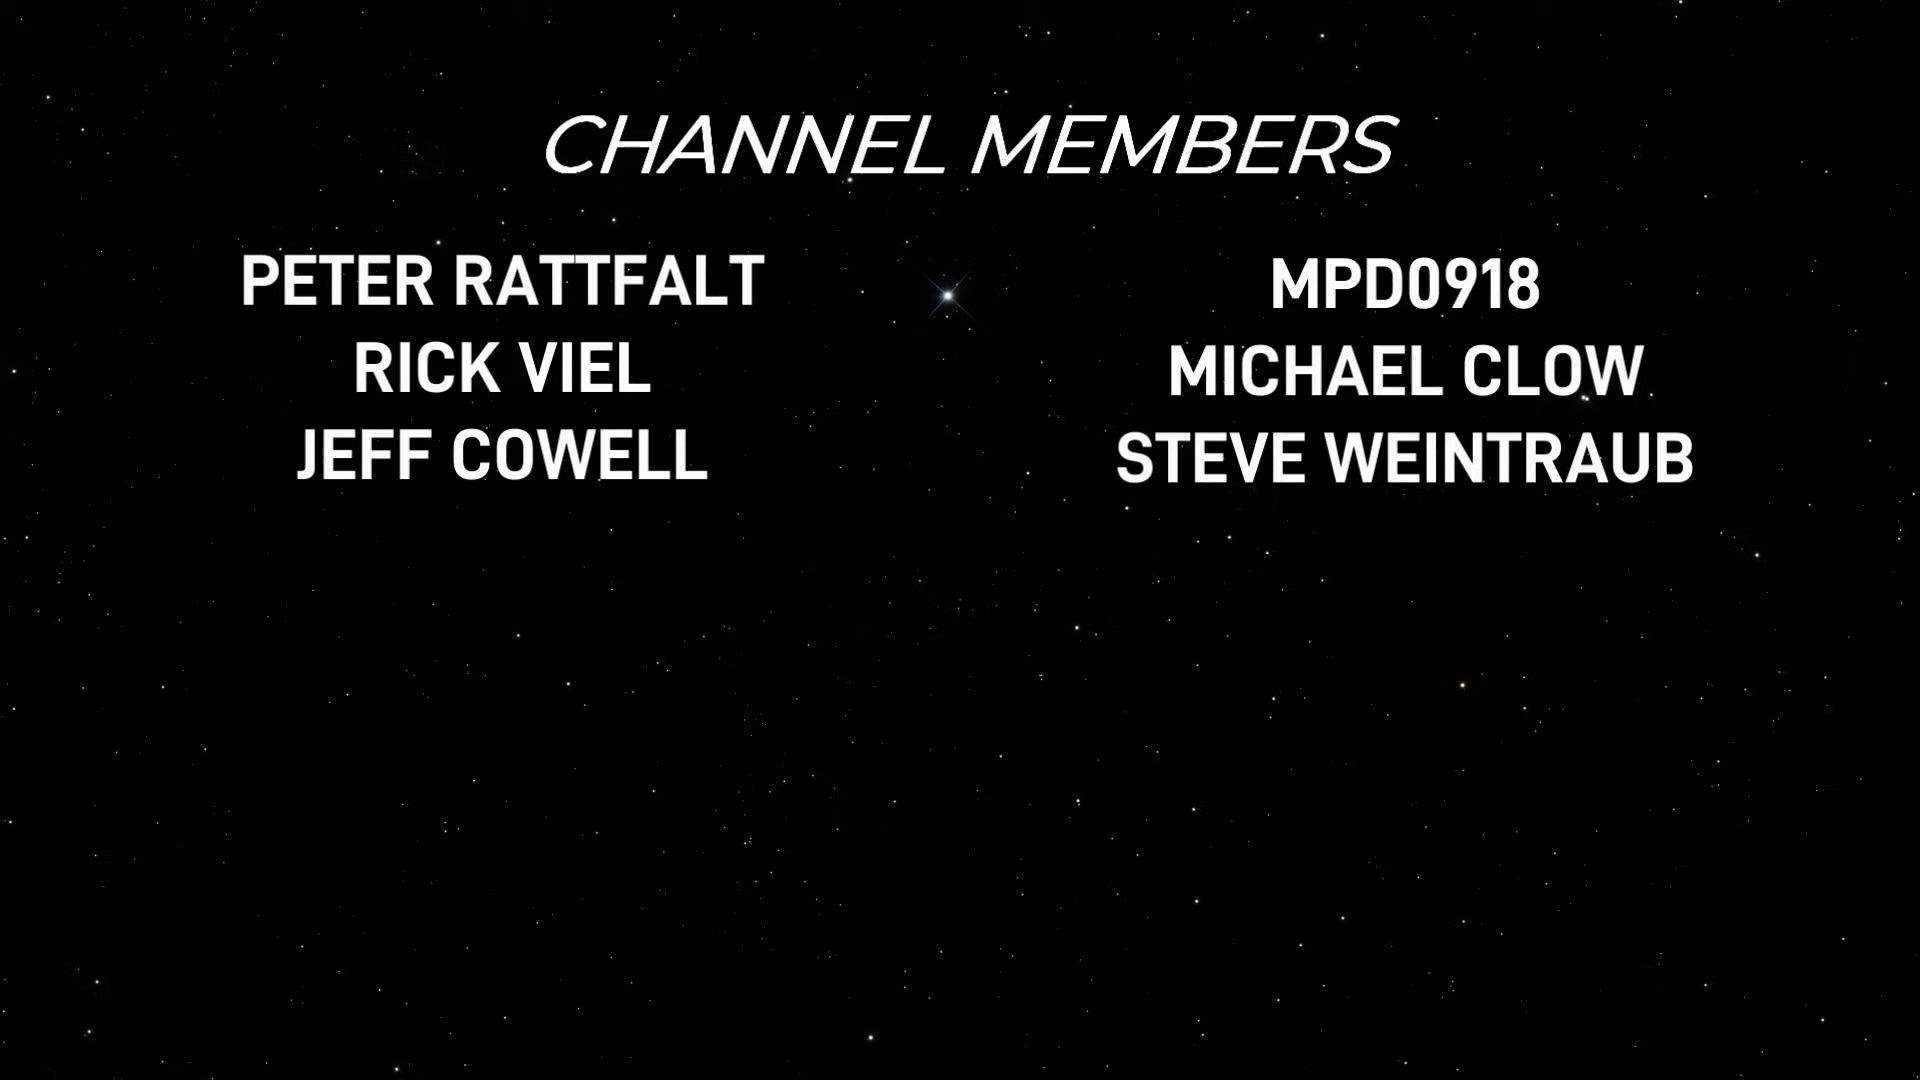 CHANNEL MEMBERS
PETER RATTFALT
RICK VIEL
JEFF COWELL
MPD0918
MICHAEL CLOW
STEVE WEINTRAUB